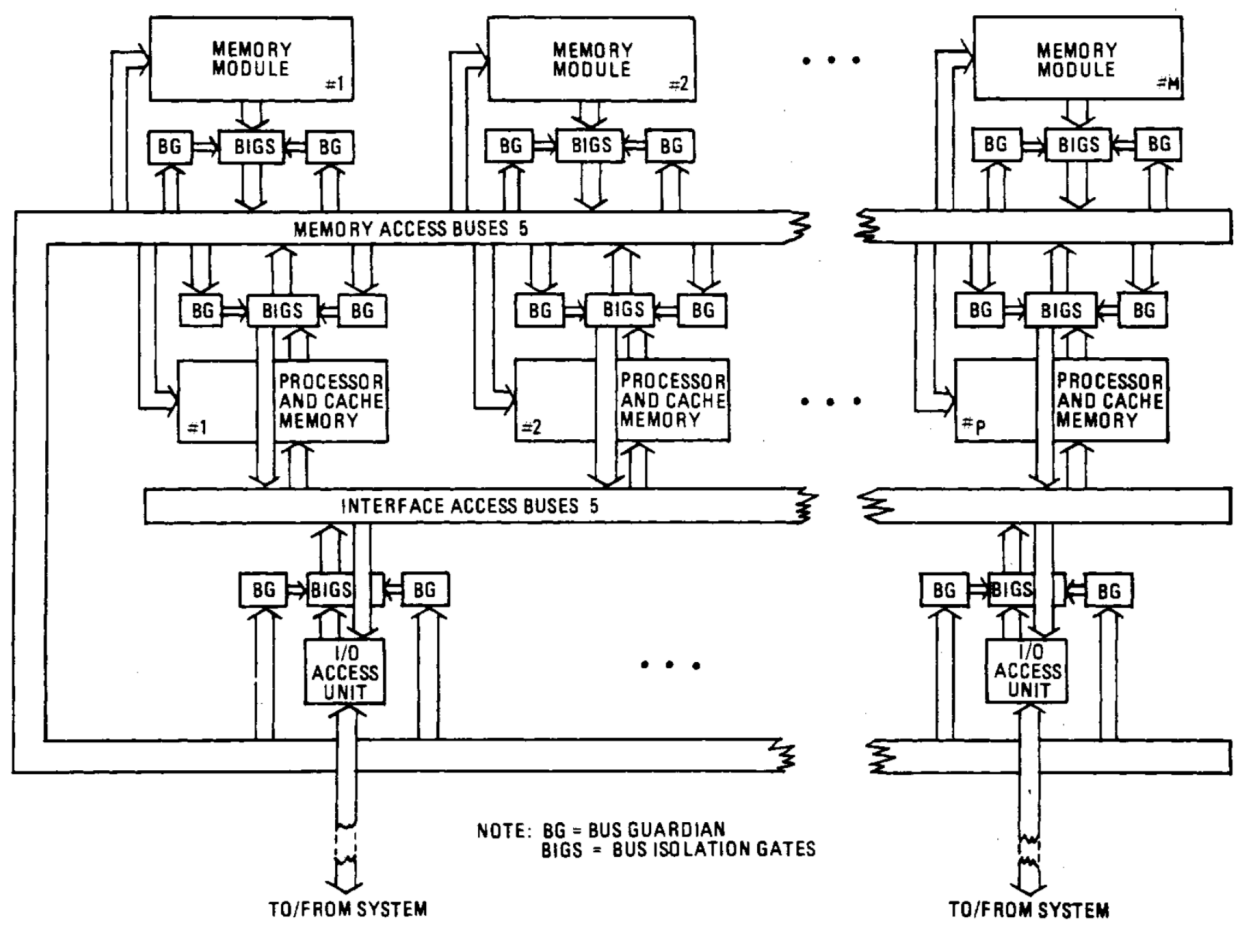 MEMORY
MODULE
#1
MEMORY
MODULE
#2
MEMORY
MODULE
#M
BG
BIGS
BG
BG
BIGS
BG
BG
BIGS
BG
MEMORY ACCESS BUSES 5
BG
BIGS
BG
BG
BIGS
BG
BG
BIGS
BG
PROCESSOR
AND CACHE
MEMORY
#1
PROCESSOR
AND CACHE
MEMORY
#2
PROCESSOR
AND CACHE
MEMORY
#P
INTERFACE ACCESS BUSES 5
BG
BIGS
BG
BG
BIGS
BG
I/O
ACCESS
UNIT
I/O
ACCESS
UNIT
NOTE: BG = BUS GUARDIAN
BIGS = BUS ISOLATION GATES
TO/FROM SYSTEM
TO/FROM SYSTEM